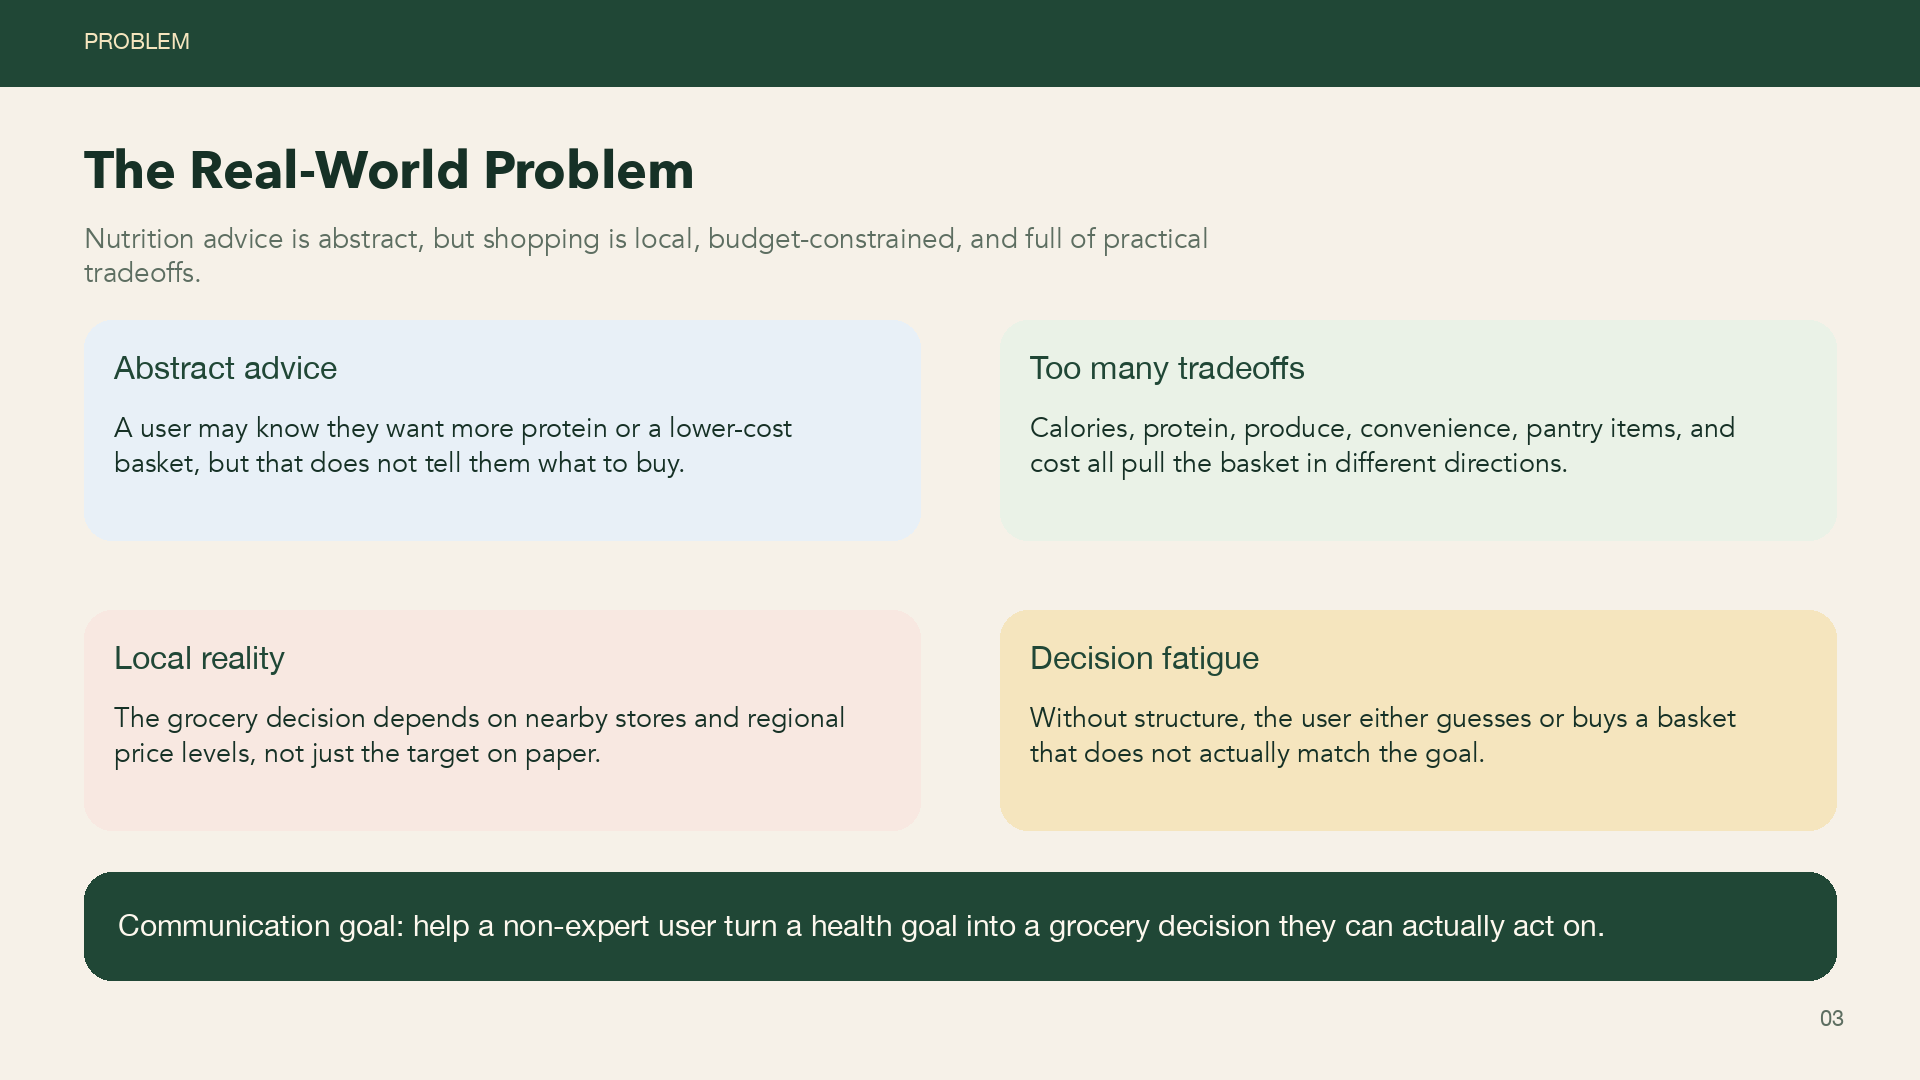 PROBLEM
The Real-World Problem
Nutrition advice is abstract, but shopping is local, budget-constrained, and full of practical
tradeoffs.
Abstract advice
A user may know they want more protein or a lower-cost
basket, but that does not tell them what to buy.
Too many tradeoffs
Calories, protein, produce, convenience, pantry items, and
cost all pull the basket in different directions.
Local reality
The grocery decision depends on nearby stores and regional
price levels, not just the target on paper.
Decision fatigue
Without structure, the user either guesses or buys a basket
that does not actually match the goal.
Communication goal: help a non-expert user turn a health goal into a grocery decision they can actually act on.
03